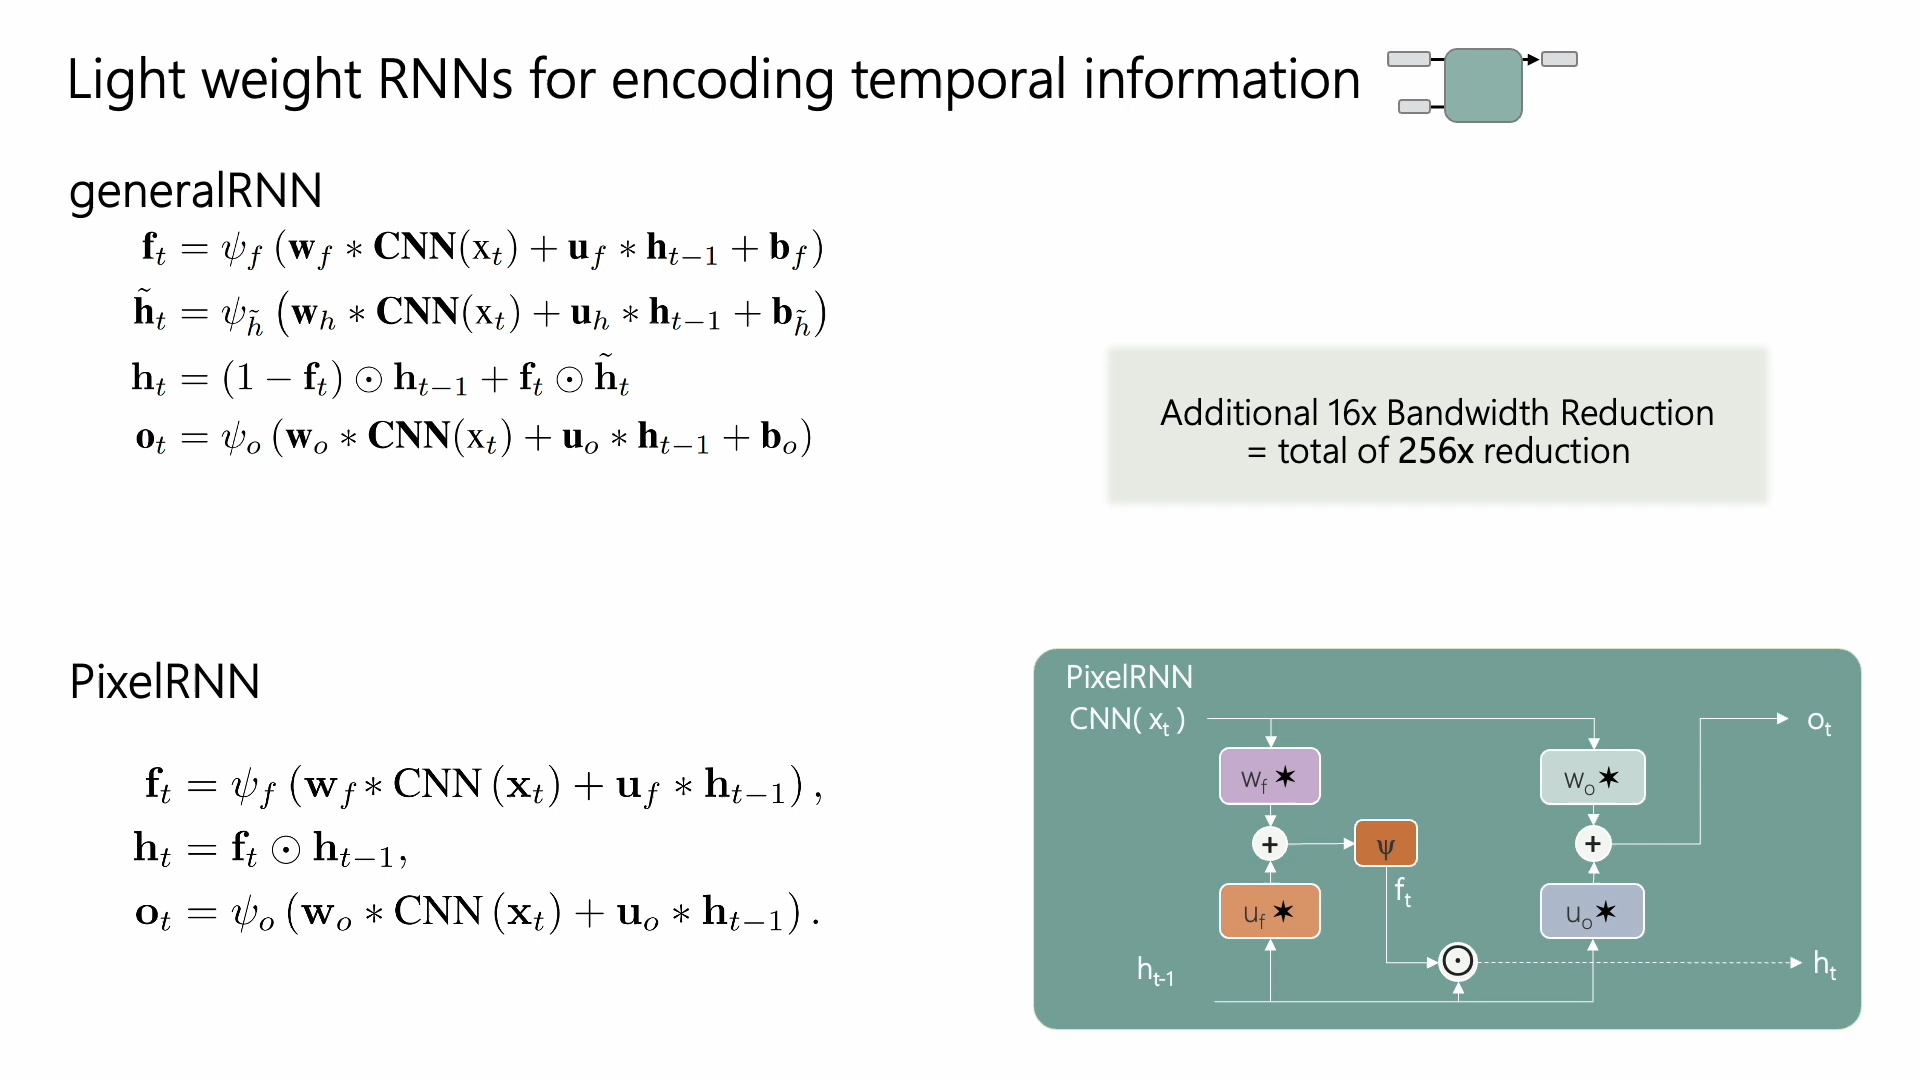 Light weight RNNs for encoding temporal information
generalRNN
f_t = ψ_f (w_f ∗ CNN(x_t) + u_f ∗ h_{t−1} + b_f)
h̃_t = ψ_h̃ (w_h ∗ CNN(x_t) + u_h ∗ h_{t−1} + b_h̃)
h_t = (1 − f_t) ⊙ h_{t−1} + f_t ⊙ h̃_t
o_t = ψ_o (w_o ∗ CNN(x_t) + u_o ∗ h_{t−1} + b_o)
Additional 16x Bandwidth Reduction
= total of 256x reduction
PixelRNN
f_t = ψ_f (w_f ∗ CNN (x_t) + u_f ∗ h_{t−1}) ,
h_t = f_t ⊙ h_{t−1},
o_t = ψ_o (w_o ∗ CNN (x_t) + u_o ∗ h_{t−1}) .
PixelRNN
CNN( x_t )
o_t
w_f ✶
w_o ✶
+
ψ
+
f_t
u_f ✶
u_o ✶
h_{t-1}
⊙
h_t